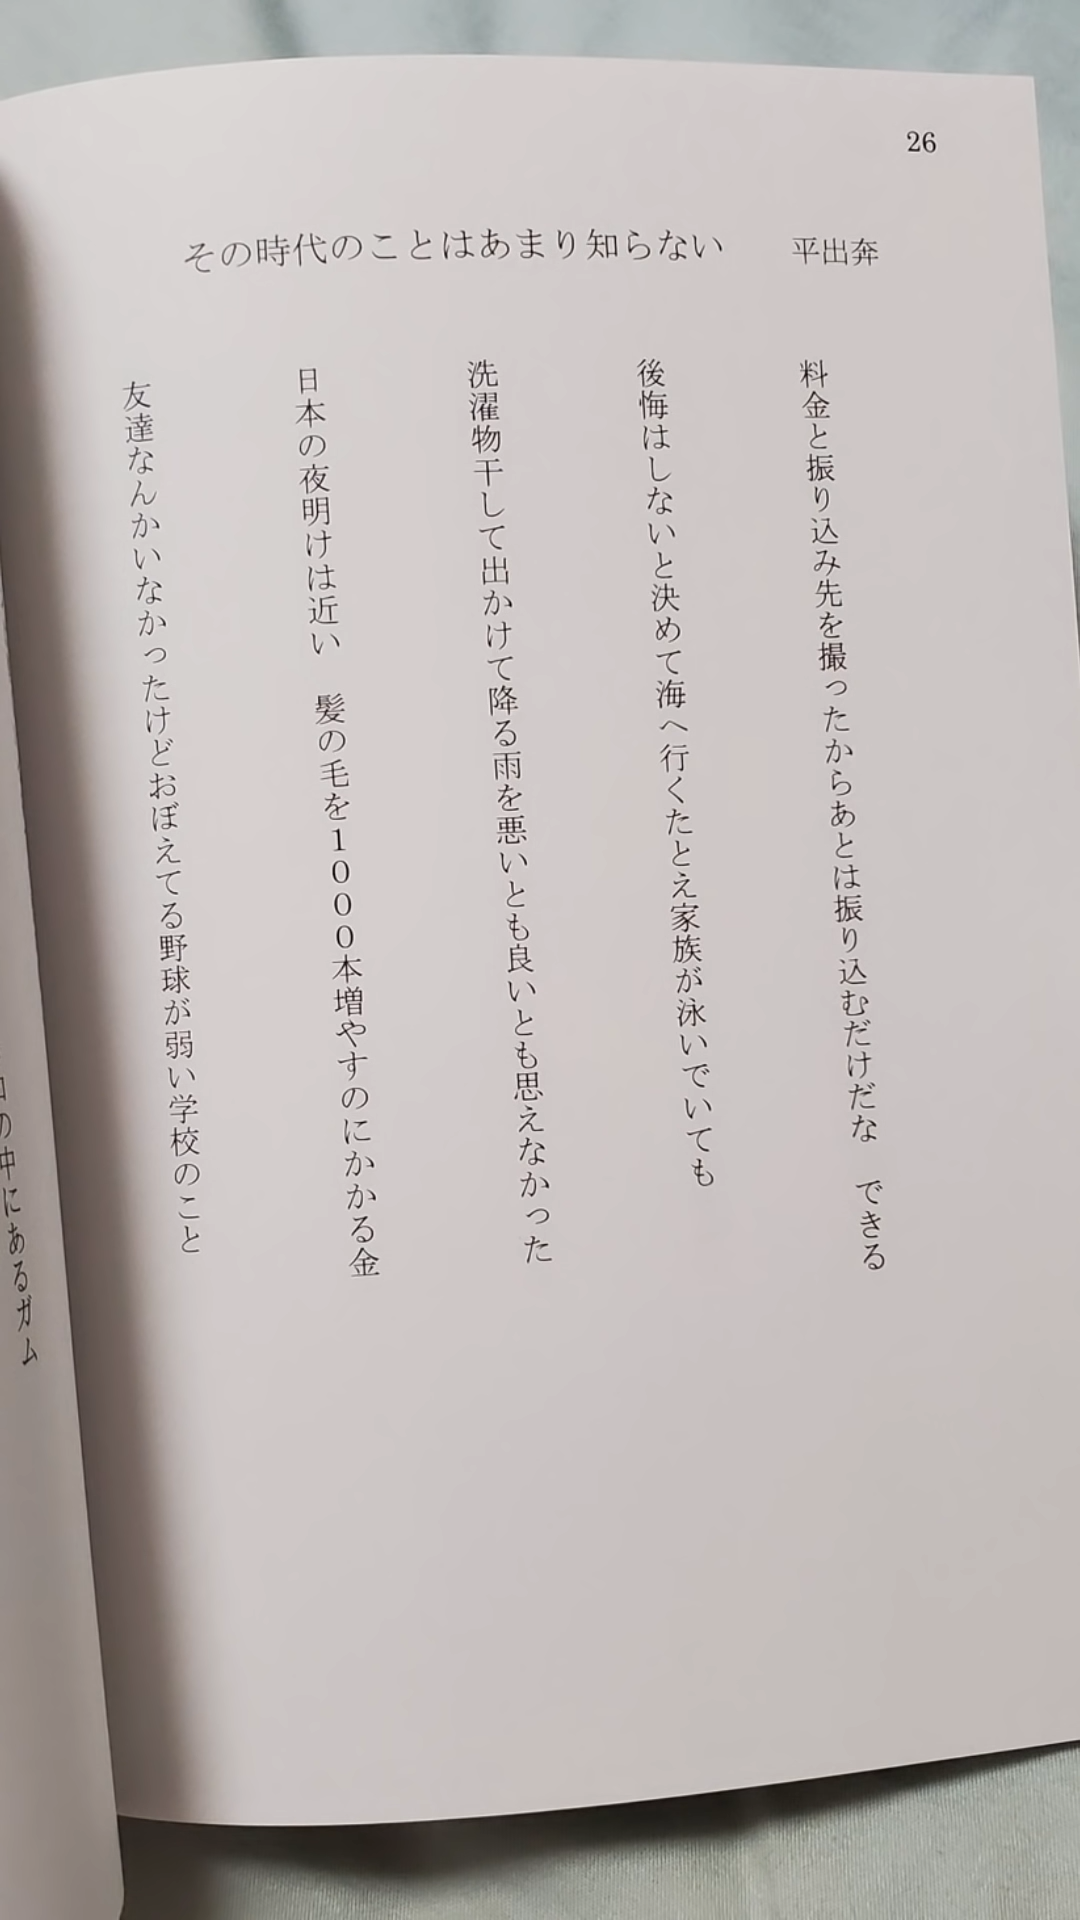 26
その時代のことはあまり知らない　　平出奔
料金と振り込み先を撮ったからあとは振り込むだけだな　できる
後悔はしないと決めて海へ行くたとえ家族が泳いでいても
洗濯物干して出かけて降る雨を悪いとも良いとも思えなかった
日本の夜明けは近い　髪の毛を１０００本増やすのにかかる金
友達なんかいなかったけどおぼえてる野球が弱い学校のこと
の中にあるガム